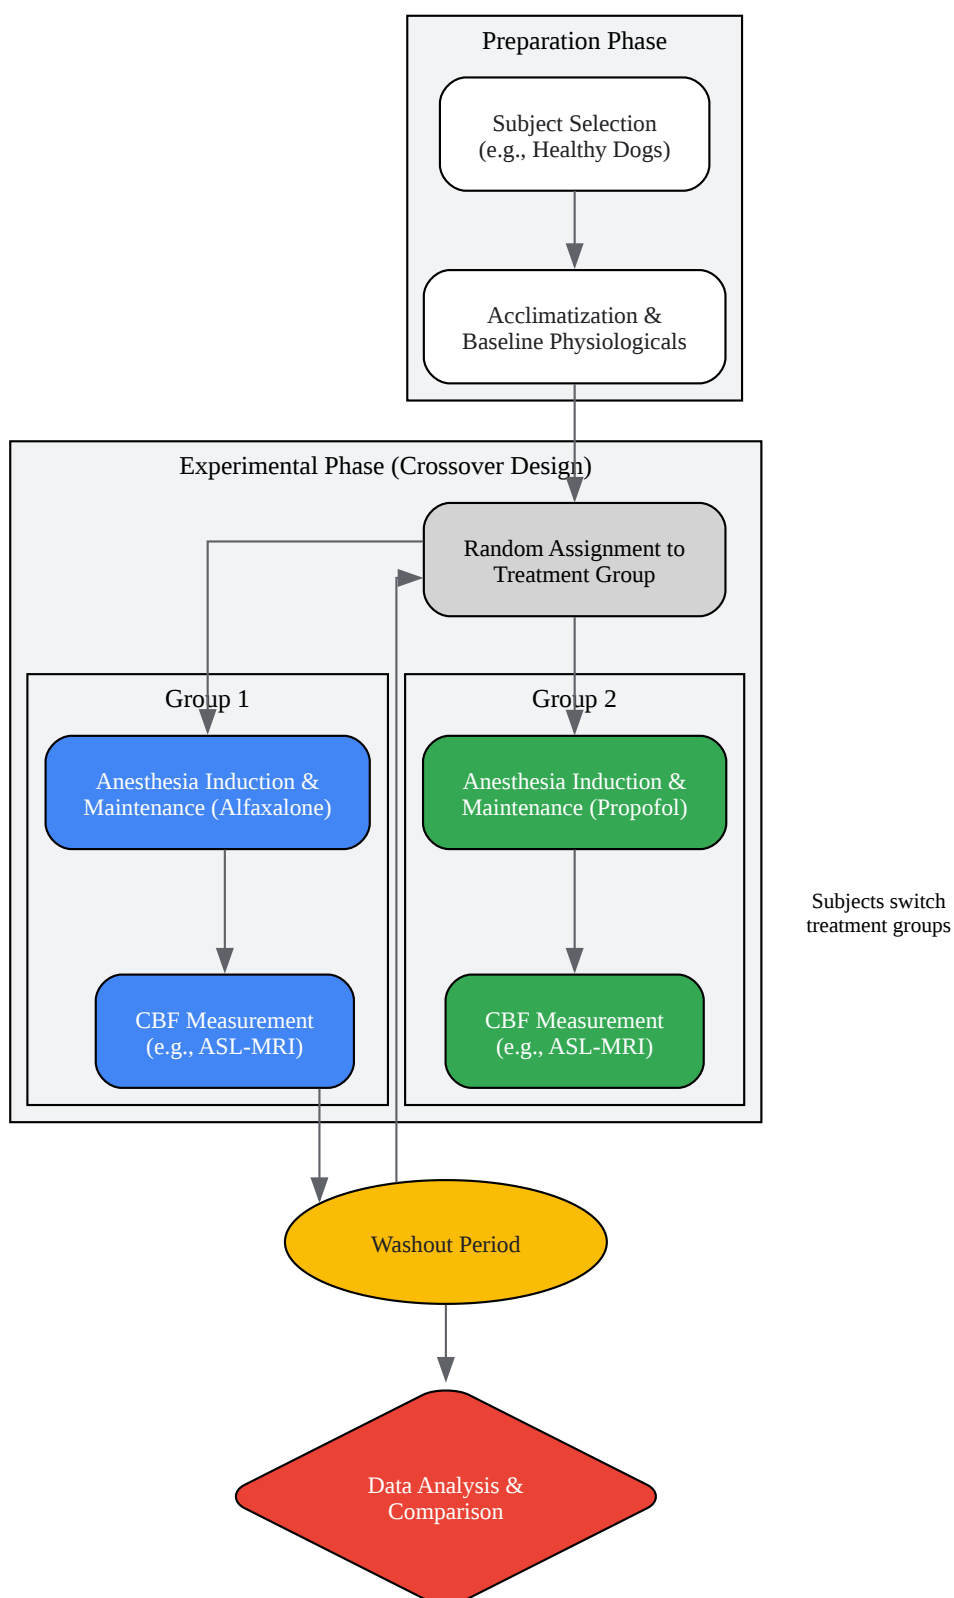 Preparation Phase
Subject Selection
(e.g., Healthy Dogs)
Acclimatization &
Baseline Physiologicals
Experimental Phase (Crossover Design)
Random Assignment to
Treatment Group
Group 1
Anesthesia Induction &
Maintenance (Alfaxalone)
CBF Measurement
(e.g., ASL-MRI)
Group 2
Anesthesia Induction &
Maintenance (Propofol)
CBF Measurement
(e.g., ASL-MRI)
Subjects switch
treatment groups
Washout Period
Data Analysis &
Comparison